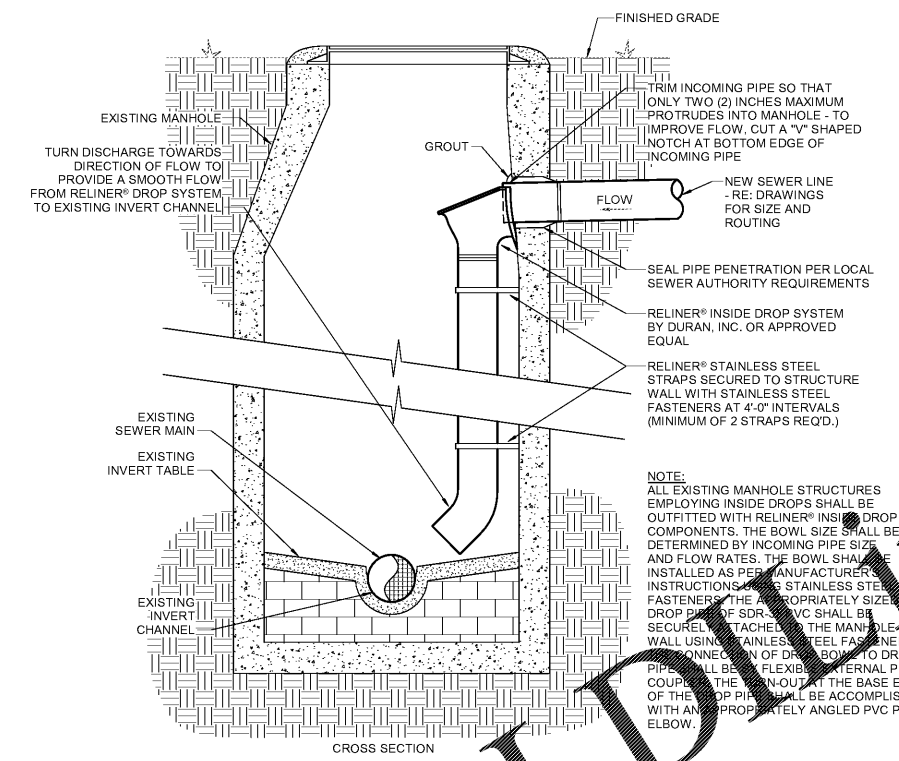 FINISHED GRADE
TRIM INCOMING PIPE SO THAT
ONLY TWO (2) INCHES MAXIMUM
PROTRUDES INTO MANHOLE - TO
IMPROVE FLOW, CUT A "V" SHAPED
NOTCH AT BOTTOM EDGE OF
INCOMING PIPE
EXISTING MANHOLE
GROUT
TURN DISCHARGE TOWARDS
DIRECTION OF FLOW TO
PROVIDE A SMOOTH FLOW
FROM RELINER® DROP SYSTEM
TO EXISTING INVERT CHANNEL
FLOW
NEW SEWER LINE
- RE: DRAWINGS
FOR SIZE AND
ROUTING
SEAL PIPE PENETRATION PER LOCAL
SEWER AUTHORITY REQUIREMENTS
RELINER® INSIDE DROP SYSTEM
BY DURAN, INC. OR APPROVED
EQUAL
RELINER® STAINLESS STEEL
STRAPS SECURED TO STRUCTURE
WALL WITH STAINLESS STEEL
FASTENERS AT 4'-0" INTERVALS
(MINIMUM OF 2 STRAPS REQ'D.)
EXISTING
SEWER MAIN
EXISTING
INVERT TABLE
EXISTING
INVERT
CHANNEL
NOTE:
ALL EXISTING MANHOLE STRUCTURES
EMPLOYING INSIDE DROPS SHALL BE
OUTFITTED WITH RELINER® INSIDE DROP
COMPONENTS. THE BOWL SIZE SHALL BE
DETERMINED BY INCOMING PIPE SIZE
AND FLOW RATES. THE BOWL SHALL BE
INSTALLED AS PER MANUFACTURER'S
INSTRUCTIONS USING STAINLESS STEEL
FASTENERS. THE APPROPRIATELY SIZED
DROP PIPE OF PVC SHALL BE
SECURELY ATTACHED TO THE MANHOLE
WALL USING STAINLESS STEEL
CONNECTION OF DROP BOWL TO
PIPE SHALL BE FLEXIBLE EXTERNAL
THE TURN-OUT AT THE BASE
OF THE DROP PIPE SHALL BE
WITH AN APPROPRIATELY ANGLED PVC
ELBOW.
CROSS SECTION